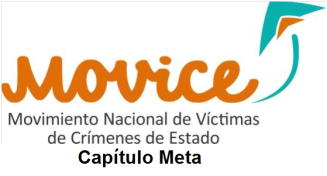 Movice
Movimiento Nacional de Víctimas
de Crímenes de Estado
Capítulo Meta